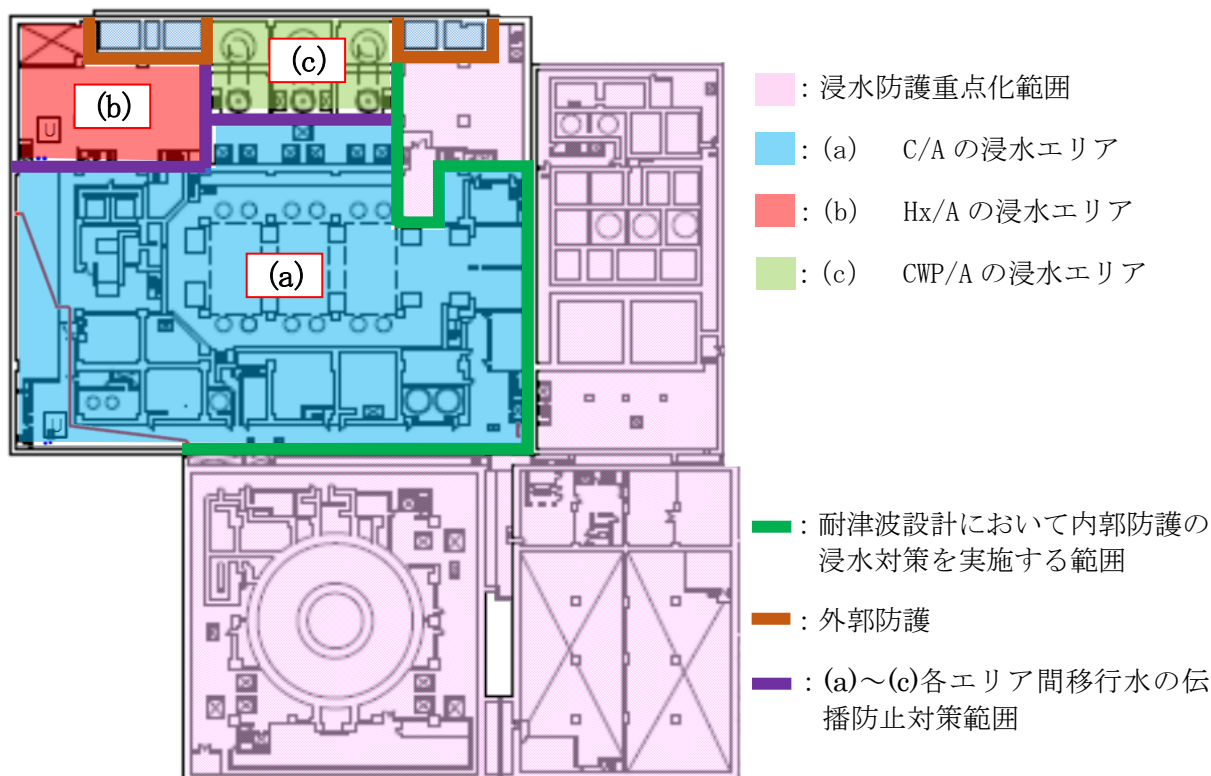 (c)
(b)
U
(a)
U
：浸水防護重点化範囲
：(a)　C/A の浸水エリア
：(b)　Hx/A の浸水エリア
：(c)　CWP/A の浸水エリア
：耐津波設計において内郭防護の
浸水対策を実施する範囲
：外郭防護
：(a)～(c)各エリア間移行水の伝
播防止対策範囲